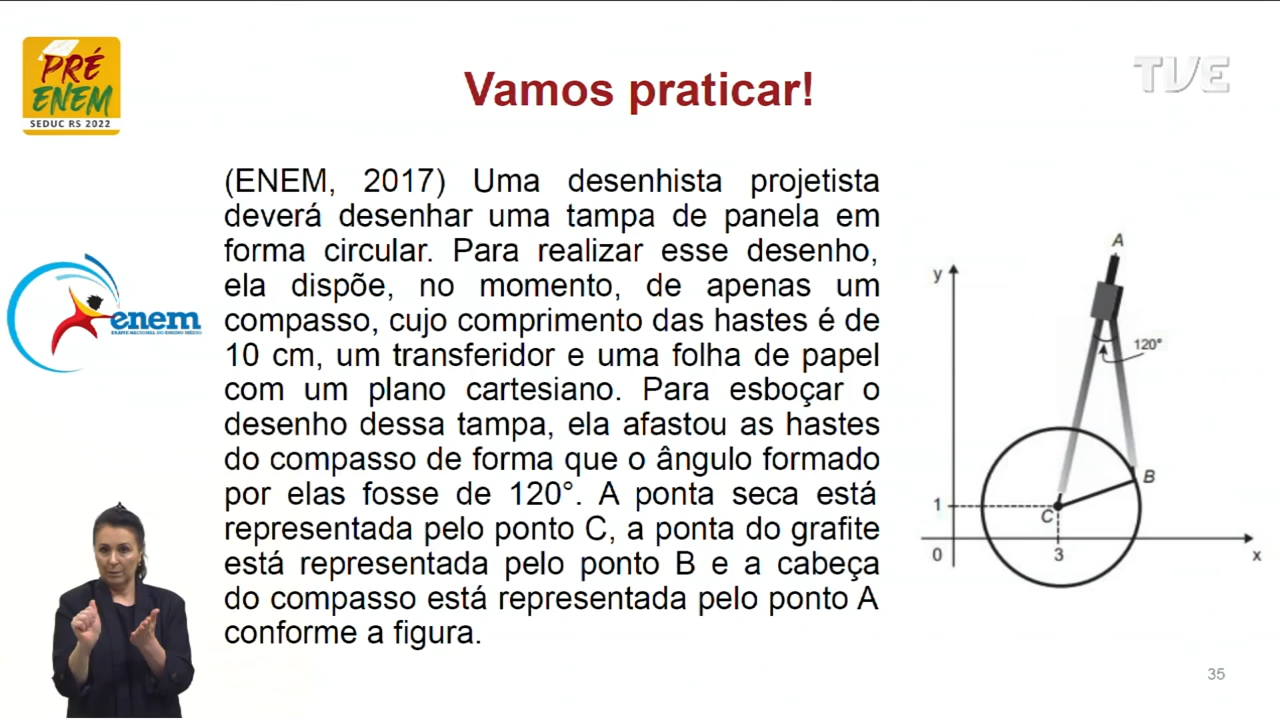 PRÉ
ENEM
SEDUC RS 2022
Vamos praticar!
TVE
(ENEM, 2017) Uma desenhista projetista
deverá desenhar uma tampa de panela em
forma circular. Para realizar esse desenho,
ela dispõe, no momento, de apenas um
compasso, cujo comprimento das hastes é de
10 cm, um transferidor e uma folha de papel
com um plano cartesiano. Para esboçar o
desenho dessa tampa, ela afastou as hastes
do compasso de forma que o ângulo formado
por elas fosse de 120°. A ponta seca está
representada pelo ponto C, a ponta do grafite
está representada pelo ponto B e a cabeça
do compasso está representada pelo ponto A
conforme a figura.
enem
EXAME NACIONAL DO ENSINO MÉDIO
A
y
120°
B
1
C
0
3
x
35